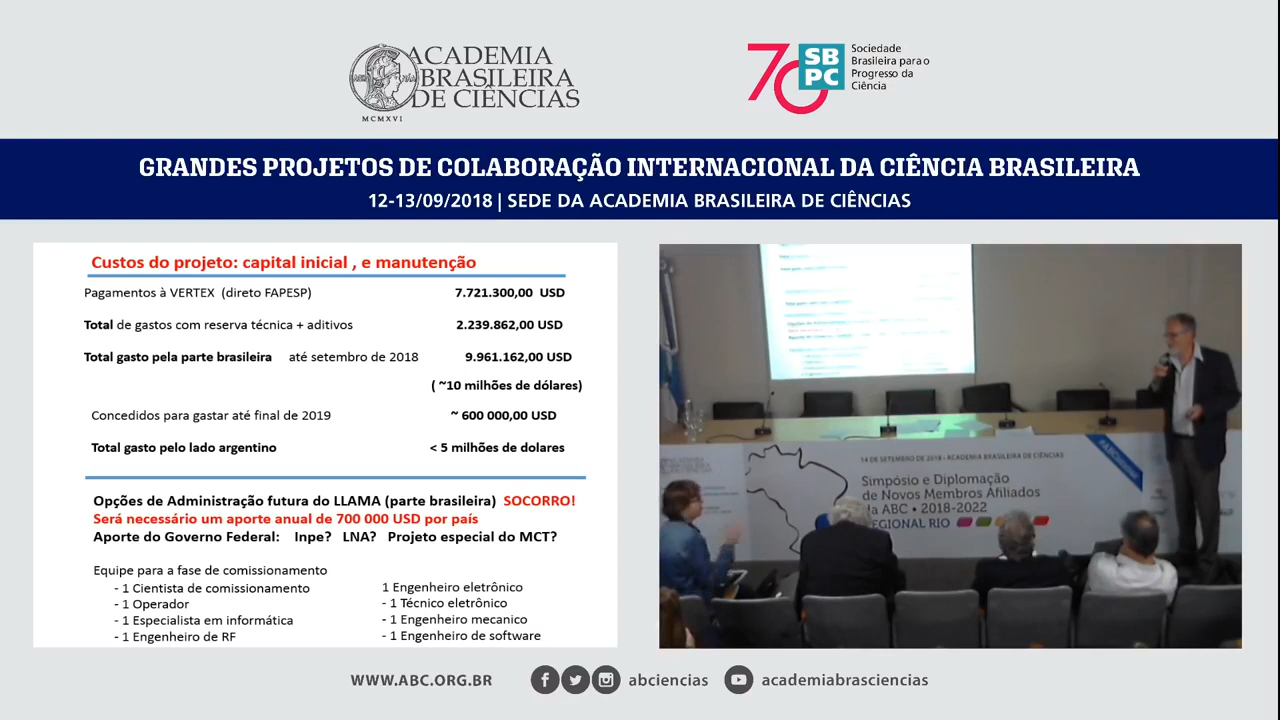 ACADEMIA
BRASILEIRA
DE CIÊNCIAS
MCMXVI
70
SB
PC
Sociedade
Brasileira para o
Progresso da
Ciência
GRANDES PROJETOS DE COLABORAÇÃO INTERNACIONAL DA CIÊNCIA BRASILEIRA
12-13/09/2018 | SEDE DA ACADEMIA BRASILEIRA DE CIÊNCIAS
Custos do projeto: capital inicial , e manutenção
Pagamentos à VERTEX (direto FAPESP) 7.721.300,00 USD
Total de gastos com reserva técnica + aditivos 2.239.862,00 USD
Total gasto pela parte brasileira até setembro de 2018 9.961.162,00 USD
( ~10 milhões de dólares)
Concedidos para gastar até final de 2019 ~ 600 000,00 USD
Total gasto pelo lado argentino < 5 milhões de dolares
Opções de Administração futura do LLAMA (parte brasileira) SOCORRO!
Será necessário um aporte anual de 700 000 USD por país
Aporte do Governo Federal: Inpe? LNA? Projeto especial do MCT?
Equipe para a fase de comissionamento
- 1 Cientista de comissionamento 1 Engenheiro eletrônico
- 1 Operador - 1 Técnico eletrônico
- 1 Especialista em informática - 1 Engenheiro mecanico
- 1 Engenheiro de RF - 1 Engenheiro de software
14 DE SETEMBRO DE 2018 • ACADEMIA BRASILEIRA DE CIÊNCIAS
Simpósio e Diplomação
de Novos Membros Afiliados
da ABC • 2018-2022
REGIONAL RIO
WWW.ABC.ORG.BR abciencias academiabrasciencias